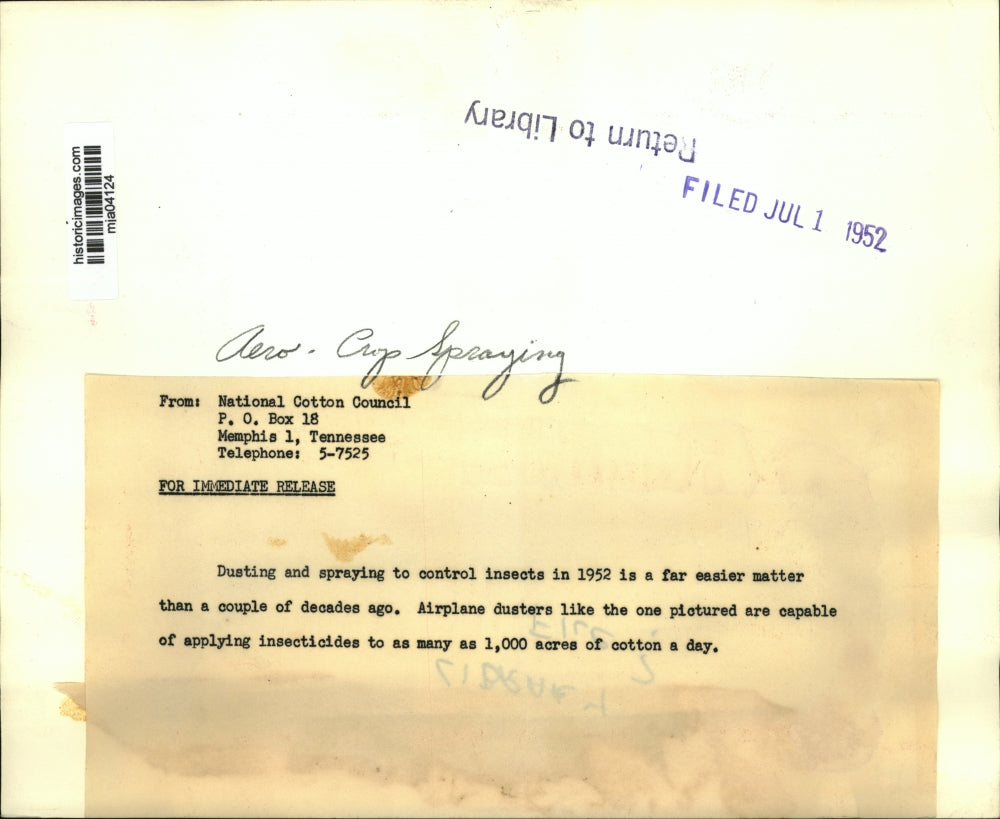 historicimages.com
mja04124
Return to Library
FILED JUL 1 1952
Aero - Crop Spraying
From: National Cotton Council
P. O. Box 18
Memphis 1, Tennessee
Telephone: 5-7525
FOR IMMEDIATE RELEASE
Dusting and spraying to control insects in 1952 is a far easier matter
than a couple of decades ago. Airplane dusters like the one pictured are capable
of applying insecticides to as many as 1,000 acres of cotton a day.
LIBRARY